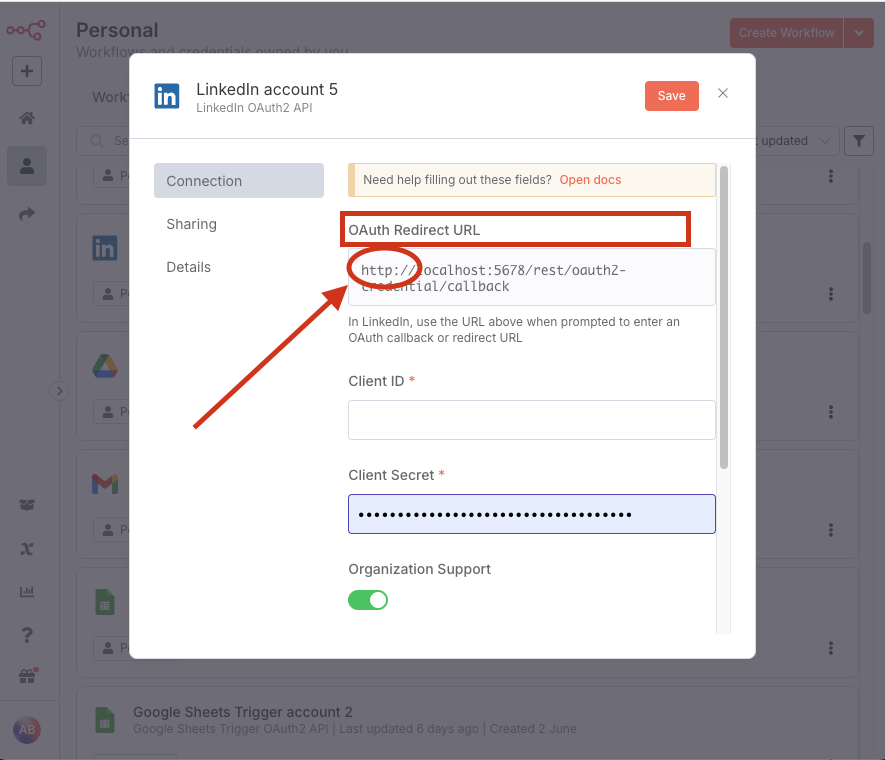 Personal
Workflows and credentials owned by you
Create Workflow
LinkedIn account 5
LinkedIn OAuth2 API
Save
in
Connection
Sharing
Details
Need help filling out these fields? Open docs
OAuth Redirect URL
http://localhost:5678/rest/oauth2-
credential/callback
In LinkedIn, use the URL above when prompted to enter an
OAuth callback or redirect URL
Client ID *
Client Secret *
Organization Support
updated
in
?
AB
Google Sheets Trigger account 2
Google Sheets Trigger OAuth2 API | Last updated 6 days ago | Created 2 June